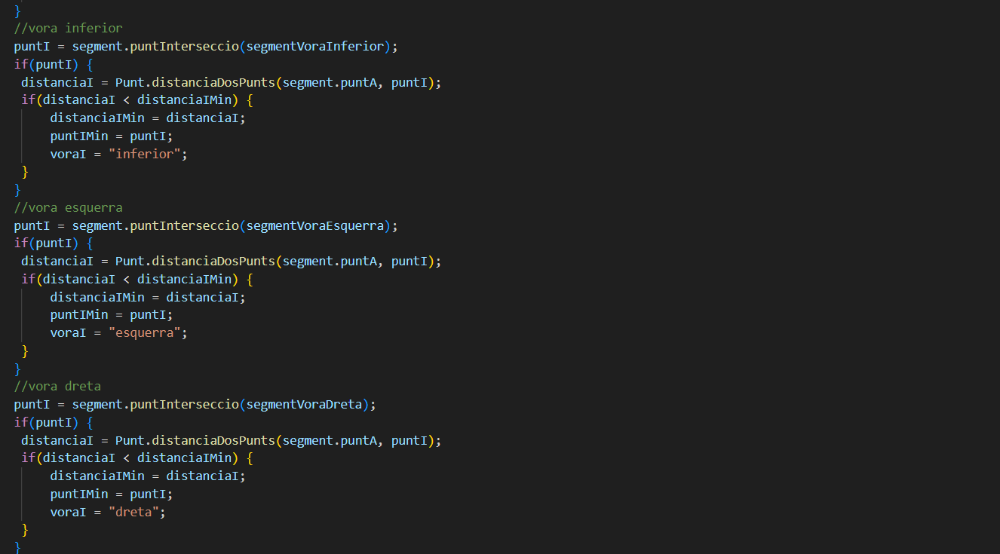 }
//vora inferior
puntI = segment.puntInterseccio(segmentVoraInferior);
if(puntI) {
distanciaI = Punt.distanciaDosPunts(segment.puntA, puntI);
if(distanciaI < distanciaIMin) {
distanciaIMin = distanciaI;
puntIMin = puntI;
voraI = "inferior";
}
}
//vora esquerra
puntI = segment.puntInterseccio(segmentVoraEsquerra);
if(puntI) {
distanciaI = Punt.distanciaDosPunts(segment.puntA, puntI);
if(distanciaI < distanciaIMin) {
distanciaIMin = distanciaI;
puntIMin = puntI;
voraI = "esquerra";
}
}
//vora dreta
puntI = segment.puntInterseccio(segmentVoraDreta);
if(puntI) {
distanciaI = Punt.distanciaDosPunts(segment.puntA, puntI);
if(distanciaI < distanciaIMin) {
distanciaIMin = distanciaI;
puntIMin = puntI;
voraI = "dreta";
}
}